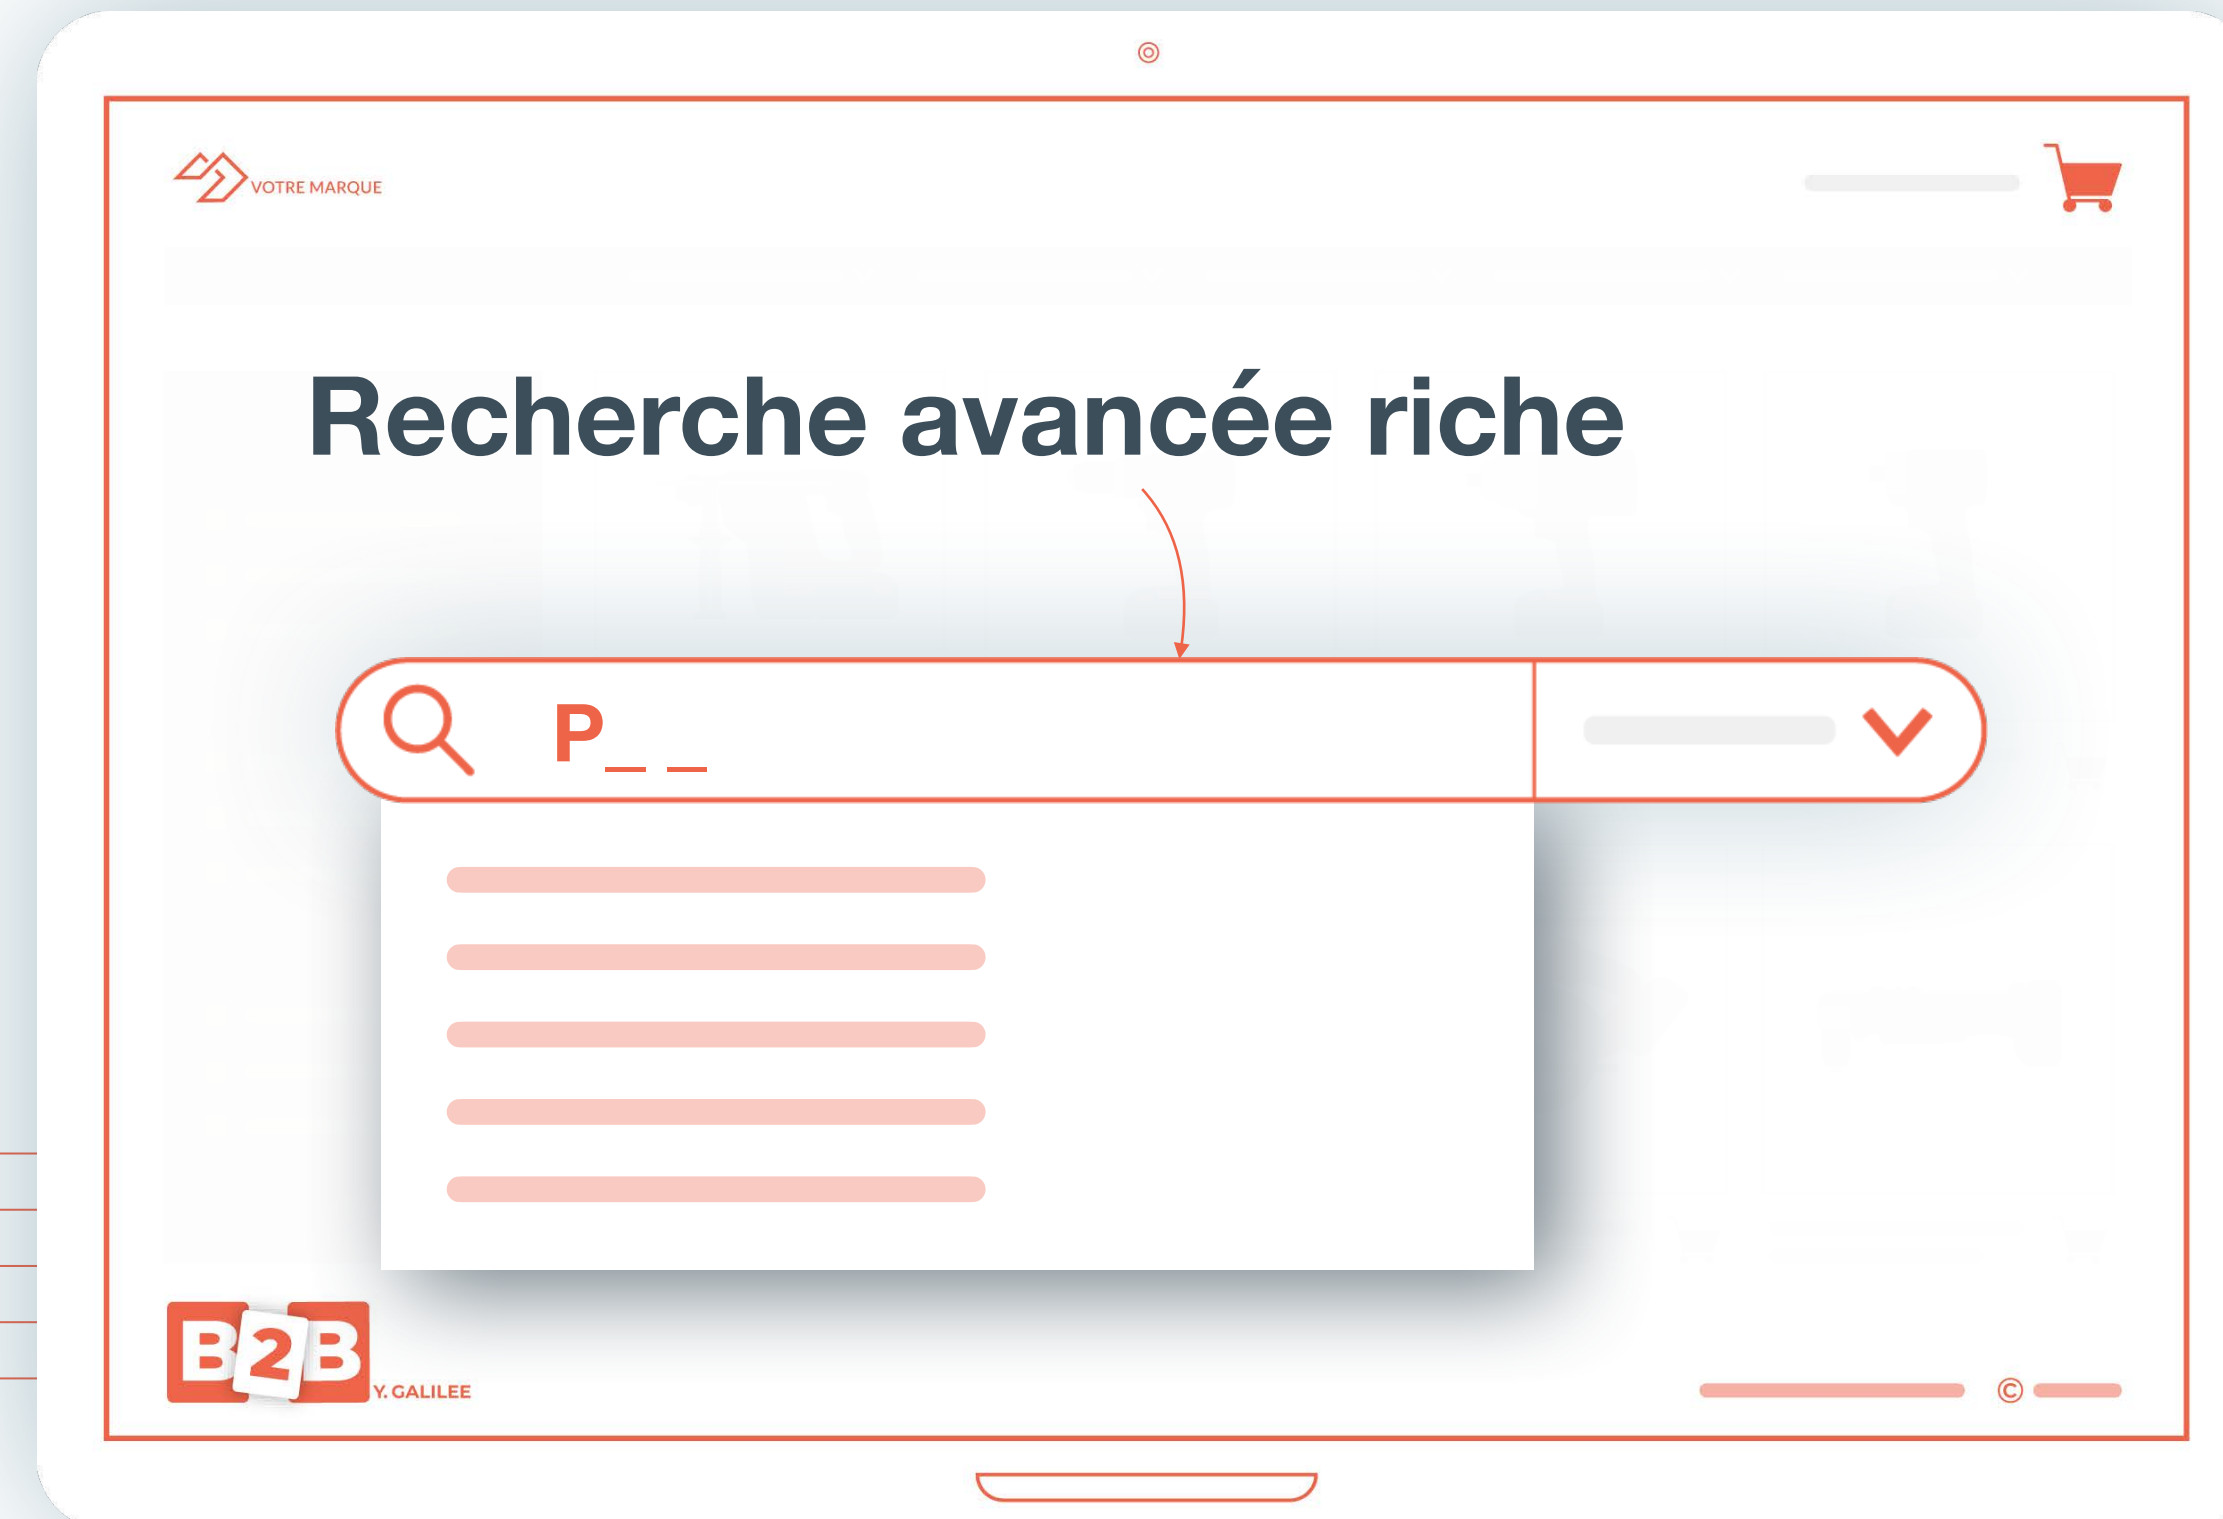 VOTRE MARQUE
Recherche avancée riche
P_ _
B2B
Y. GALILEE
©